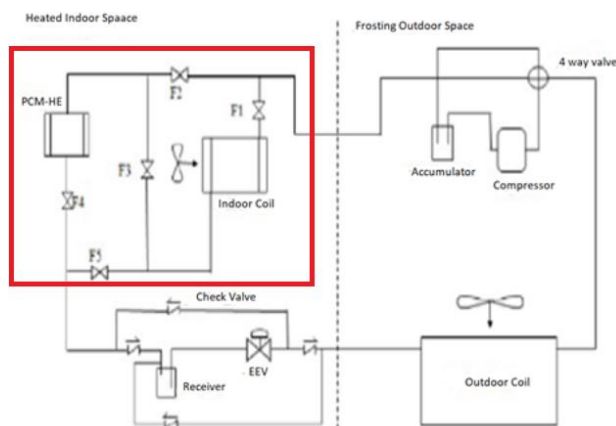 Heated Indoor Spaace
Frosting Outdoor Space
4 way valve
F2
PCM-HE
F1
F3
Accumulator
Compressor
F4
Indoor Coil
F5
Check Valve
EEV
Receiver
Outdoor Coil